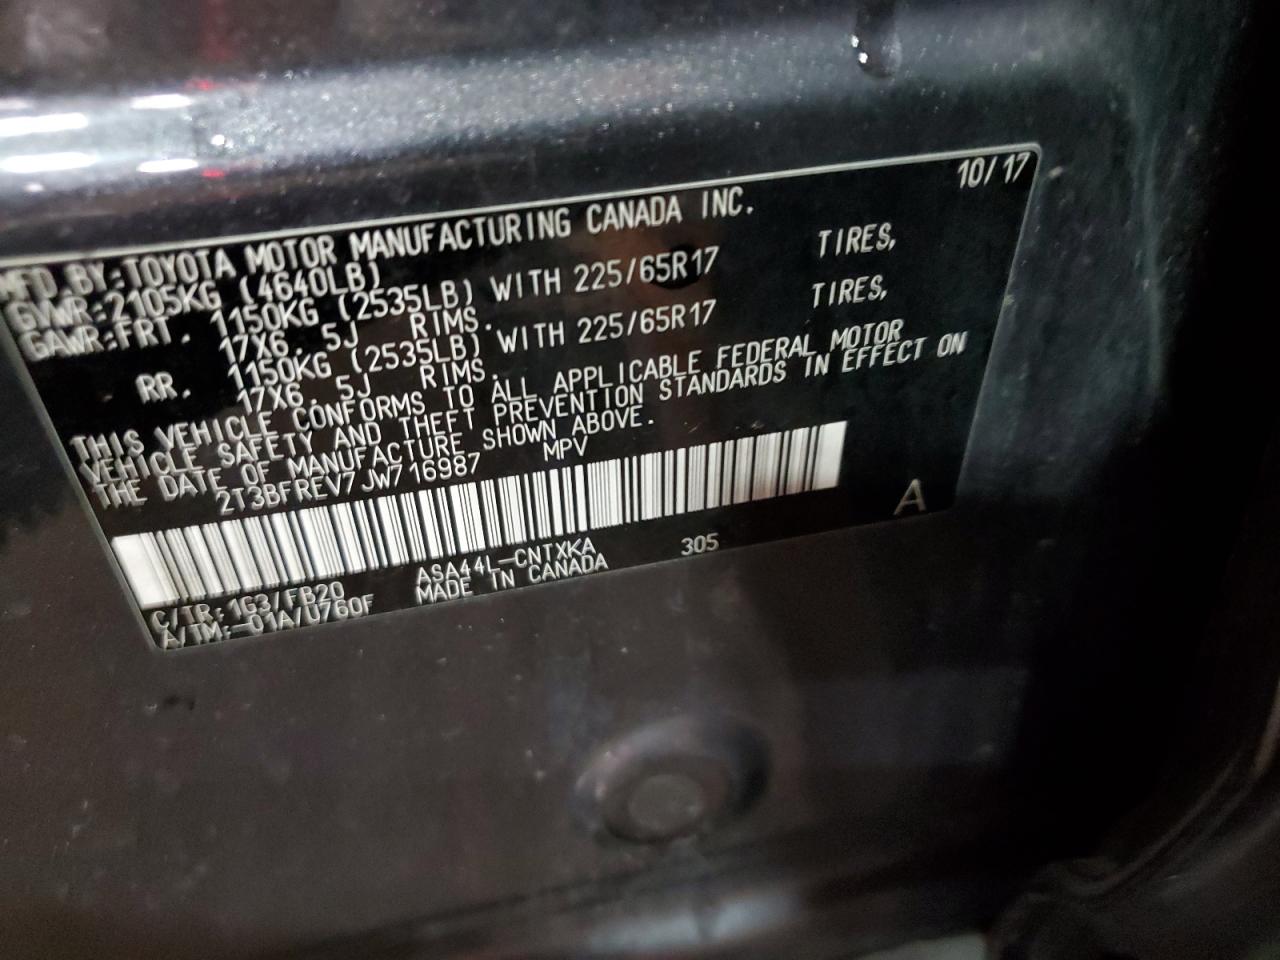 10/17
MFD BY:TOYOTA MOTOR MANUFACTURING CANADA INC.
GVWR:2105KG (4640LB)
GAWR:FRT. 1150KG (2535LB) WITH 225/65R17 TIRES,
17X6.5J RIMS.
RR. 1150KG (2535LB) WITH 225/65R17 TIRES,
17X6.5J RIMS.
THIS VEHICLE CONFORMS TO ALL APPLICABLE FEDERAL MOTOR
VEHICLE SAFETY AND THEFT PREVENTION STANDARDS IN EFFECT ON
THE DATE OF MANUFACTURE SHOWN ABOVE.
2T3BFREV7JW716987 MPV
A
C/TR:1G3/FB20 ASA44L-CNTXKA 305
A/TM:-01A/U760F MADE IN CANADA